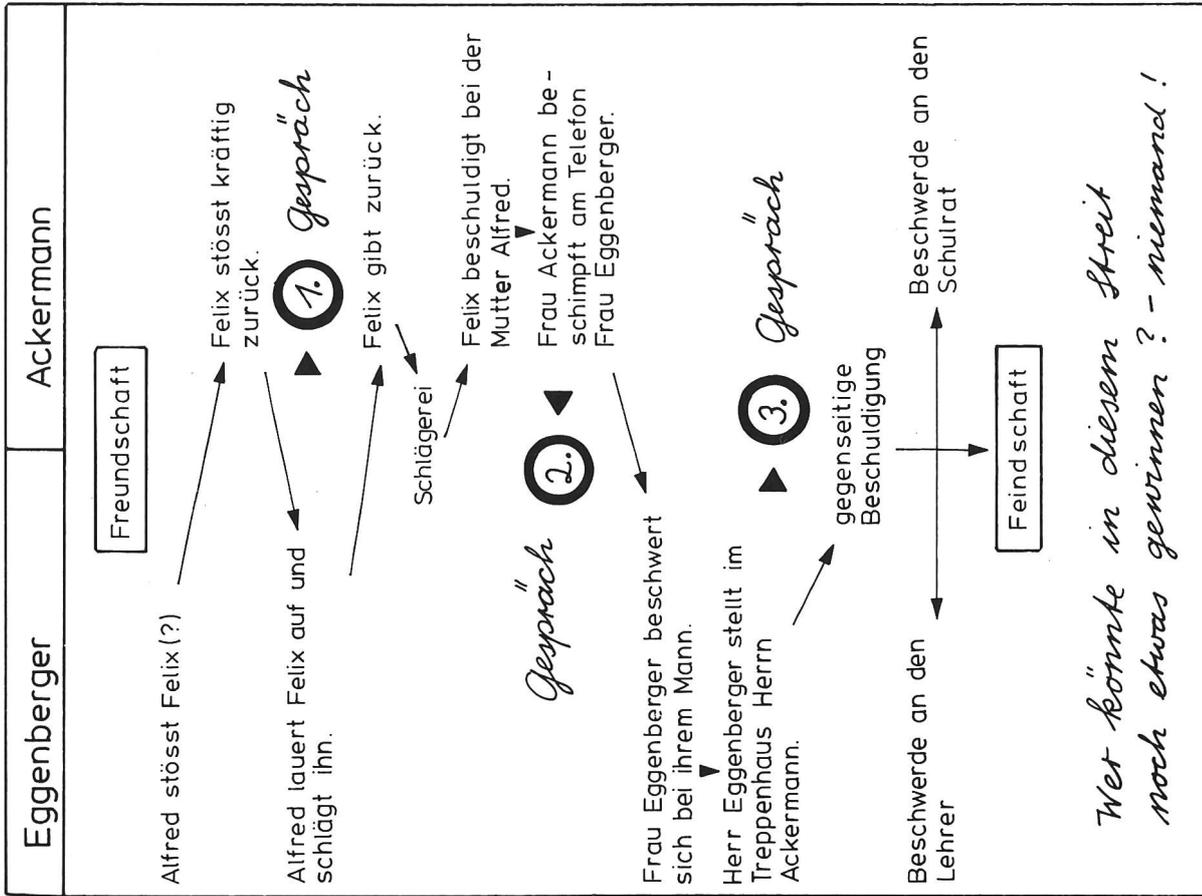 Eggenberger
Ackermann
Freundschaft
Alfred stösst Felix(?)
Felix stösst kräftig
zurück.
Alfred lauert Felix auf und
schlägt ihn.
1. Gespräch
Felix gibt zurück.
Schlägerei
Felix beschuldigt bei der
Mutter Alfred.
Frau Ackermann be-
schimpft am Telefon
Frau Eggenberger.
Gespräch 2.
Frau Eggenberger beschwert
sich bei ihrem Mann.
Herr Eggenberger stellt im
Treppenhaus Herrn
Ackermann.
3. Gespräch
gegenseitige
Beschuldigung
Beschwerde an den
Lehrer
Beschwerde an den
Schulrat
Feindschaft
Wer könnte in diesem Streit
noch etwas gewinnen? - niemand!